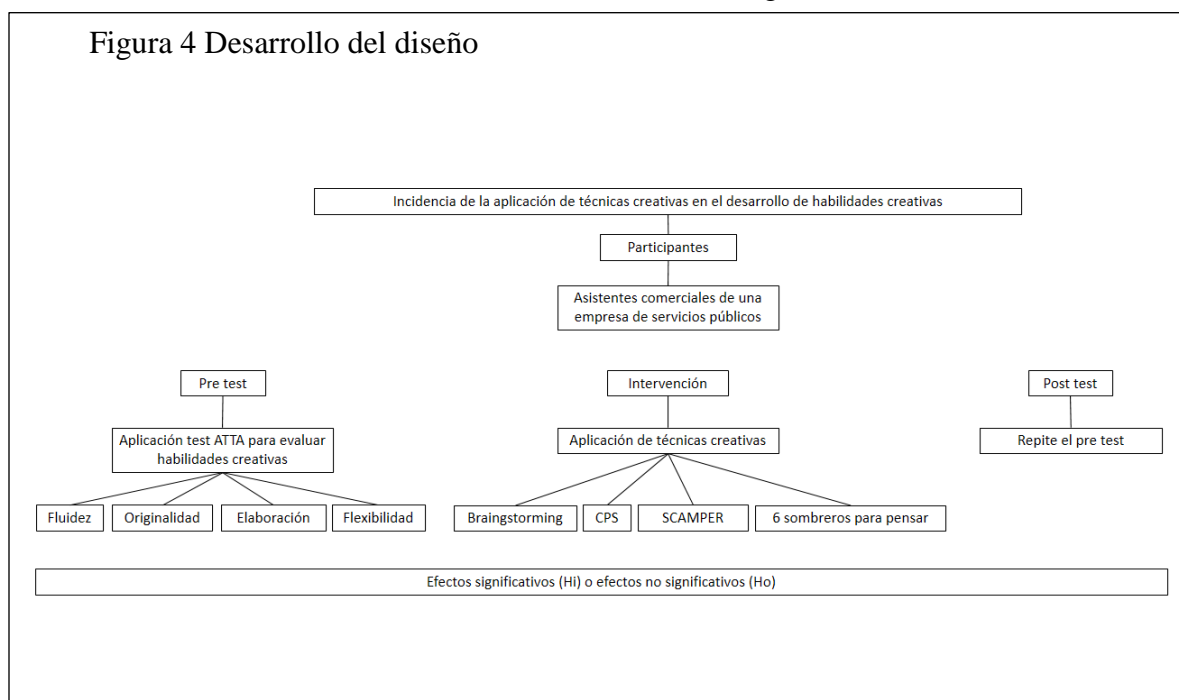 Figura 4 Desarrollo del diseño
Incidencia de la aplicación de técnicas creativas en el desarrollo de habilidades creativas
Participantes
Asistentes comerciales de una
empresa de servicios públicos
Pre test
Intervención
Post test
Aplicación test ATTA para evaluar
habilidades creativas
Aplicación de técnicas creativas
Repite el pre test
Fluidez
Originalidad
Elaboración
Flexibilidad
Braingstorming
CPS
SCAMPER
6 sombreros para pensar
Efectos significativos (Hi) o efectos no significativos (Ho)